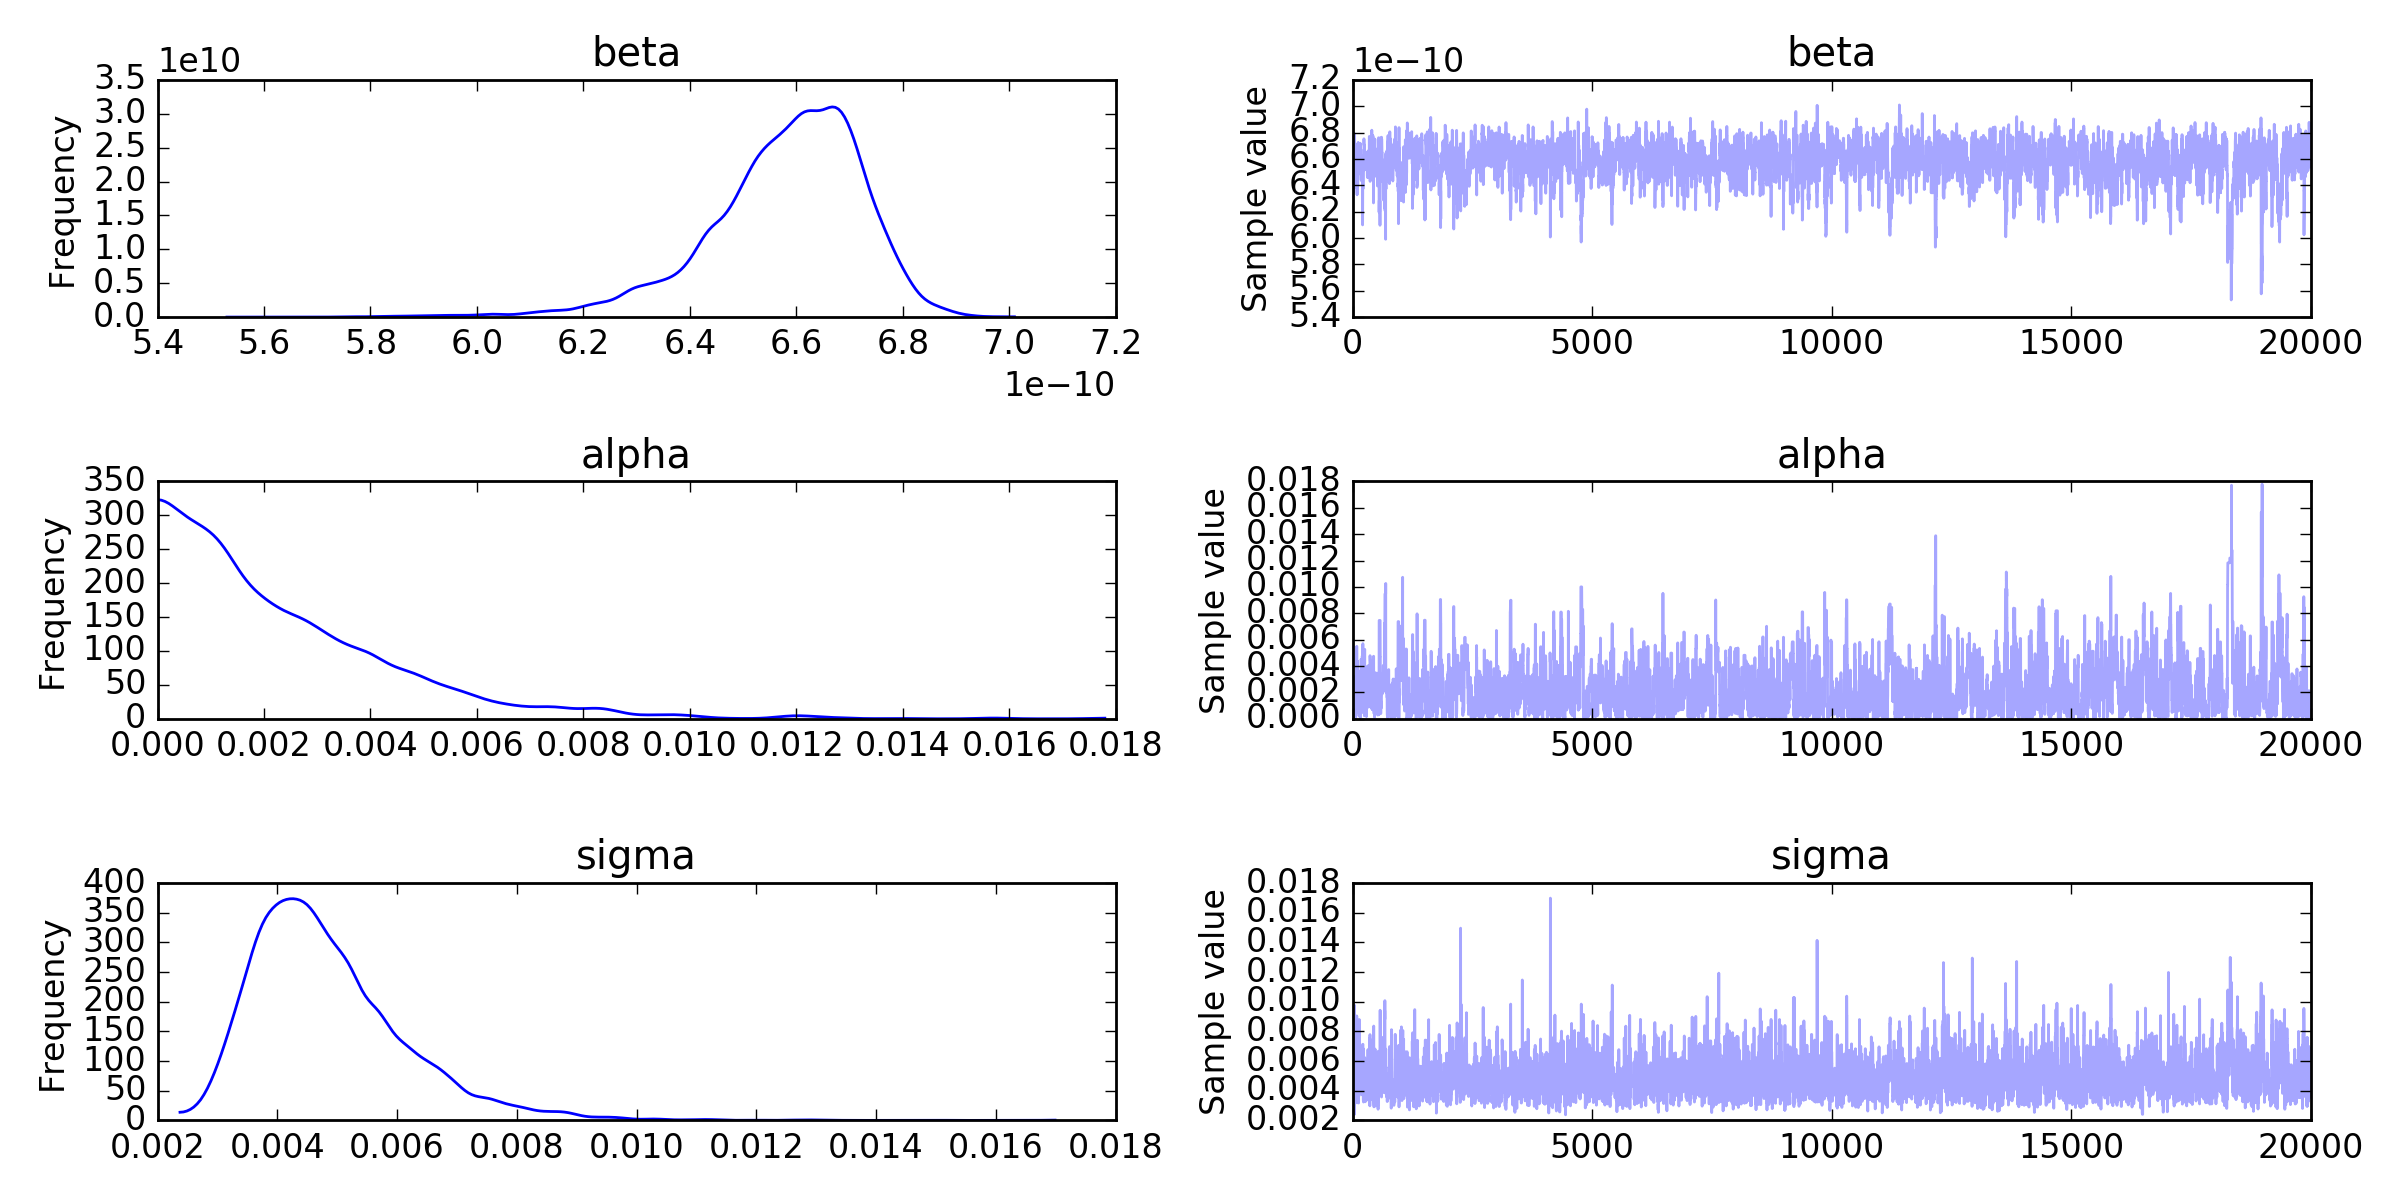 beta
1e10
3.5
3.0
2.5
2.0
1.5
1.0
0.5
0.0
Frequency
5.4 5.6 5.8 6.0 6.2 6.4 6.6 6.8 7.0 7.2
1e−10
beta
1e−10
7.2
7.0
6.8
6.6
6.4
6.2
6.0
5.8
5.6
5.4
Sample value
0 5000 10000 15000 20000
alpha
350
300
250
200
150
100
50
0
Frequency
0.000 0.002 0.004 0.006 0.008 0.010 0.012 0.014 0.016 0.018
alpha
0.018
0.016
0.014
0.012
0.010
0.008
0.006
0.004
0.002
0.000
Sample value
0 5000 10000 15000 20000
sigma
400
350
300
250
200
150
100
50
0
Frequency
0.002 0.004 0.006 0.008 0.010 0.012 0.014 0.016 0.018
sigma
0.018
0.016
0.014
0.012
0.010
0.008
0.006
0.004
0.002
Sample value
0 5000 10000 15000 20000